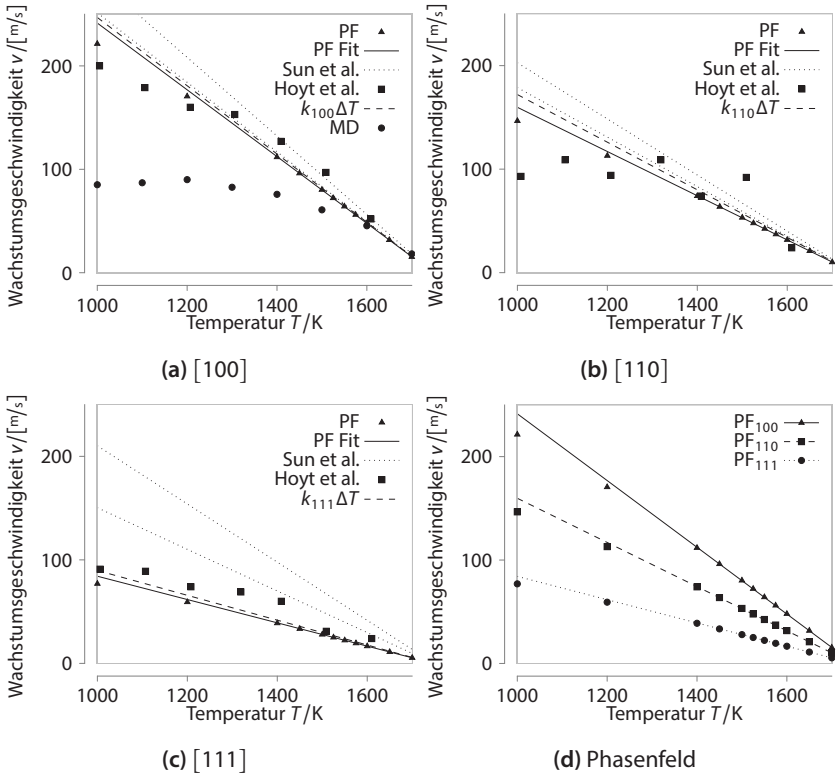 Wachstumsgeschwindigkeit v/[m/s]
200
100
0
1000
1200
1400
1600
Temperatur T/K
PF
PF Fit
Sun et al.
Hoyt et al.
k100ΔT
MD
(a) [100]
Wachstumsgeschwindigkeit v/[m/s]
200
100
0
1000
1200
1400
1600
Temperatur T/K
PF
PF Fit
Sun et al.
Hoyt et al.
k110ΔT
(b) [110]
Wachstumsgeschwindigkeit v/[m/s]
200
100
0
1000
1200
1400
1600
Temperatur T/K
PF
PF Fit
Sun et al.
Hoyt et al.
k111ΔT
(c) [111]
Wachstumsgeschwindigkeit v/[m/s]
200
100
0
1000
1200
1400
1600
Temperatur T/K
PF100
PF110
PF111
(d) Phasenfeld